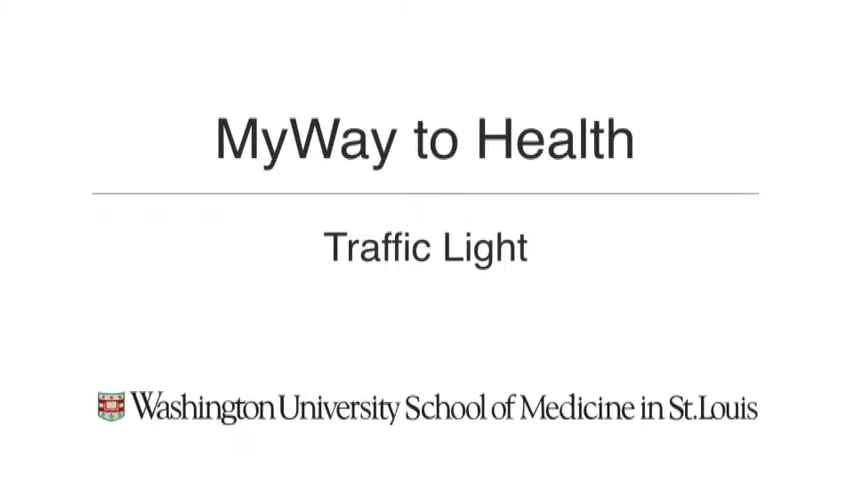 MyWay to Health
Traffic Light
Washington University School of Medicine in St. Louis